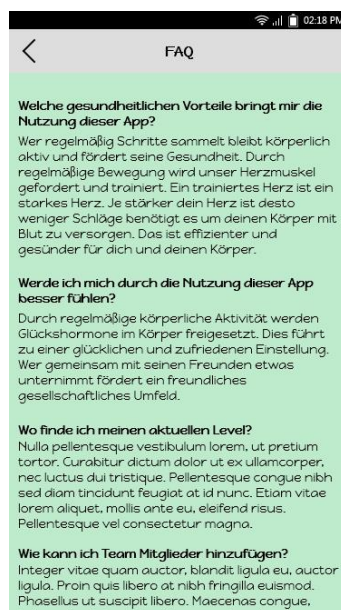 02:18 PM
FAQ
Welche gesundheitlichen Vorteile bringt mir die
Nutzung dieser App?
Wer regelmäßig Schritte sammelt bleibt körperlich
aktiv und fördert seine Gesundheit. Durch
regelmäßige Bewegung wird unser Herzmuskel
gefordert und trainiert. Ein trainiertes Herz ist ein
starkes Herz. Je stärker dein Herz ist desto
weniger Schläge benötigt es um deinen Körper mit
Blut zu versorgen. Das ist effizienter und
gesünder für dich und deinen Körper.
Werde ich mich durch die Nutzung dieser App
besser fühlen?
Durch regelmäßige körperliche Aktivität werden
Glückshormone im Körper freigesetzt. Dies führt
zu einer glücklichen und zufriedenen Einstellung.
Wer gemeinsam mit seinen Freunden etwas
unternimmt fördert ein freundliches
gesellschaftliches Umfeld.
Wo finde ich meinen aktuellen Level?
Nulla pellentesque vestibulum lorem, ut pretium
tortor. Curabitur dictum dolor ut ex ullamcorper,
nec luctus dui tristique. Pellentesque congue nibh
sed diam tincidunt feugiat at id nunc. Etiam vitae
lorem aliquet, mollis ante eu, eleifend risus.
Pellentesque vel consectetur magna.
Wie kann ich Team Mitglieder hinzufügen?
Integer vitae quam auctor, blandit ligula eu, auctor
ligula. Proin quis libero at nibh fringilla euismod.
Phasellus ut suscipit libero. Maecenas congue,